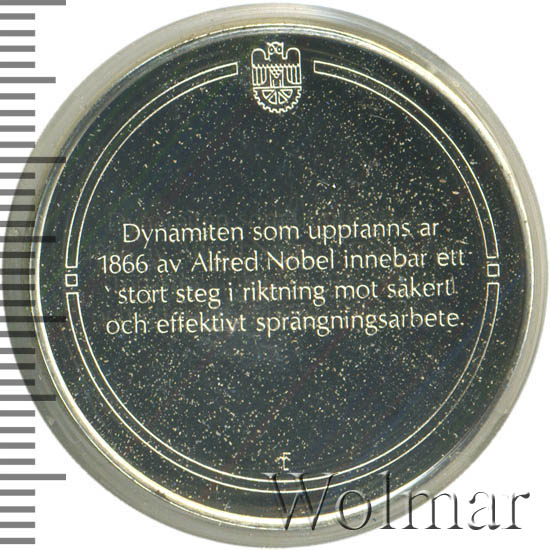 Dynamiten som uppfanns år
1866 av Alfred Nobel innebar ett
stort steg i riktning mot säkert
och effektivt sprängningsarbete.
Wolmar